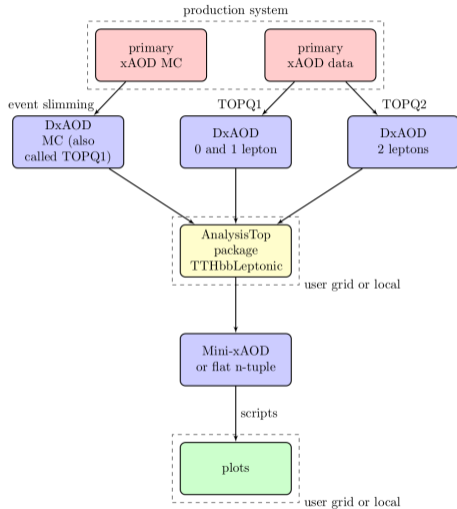 production system
primary
xAOD MC
primary
xAOD data
event slimming
TOPQ1
TOPQ2
DxAOD
MC (also
called TOPQ1)
DxAOD
0 and 1 lepton
DxAOD
2 leptons
AnalysisTop
package
TTHbbLeptonic
user grid or local
Mini-xAOD
or flat n-tuple
scripts
plots
user grid or local